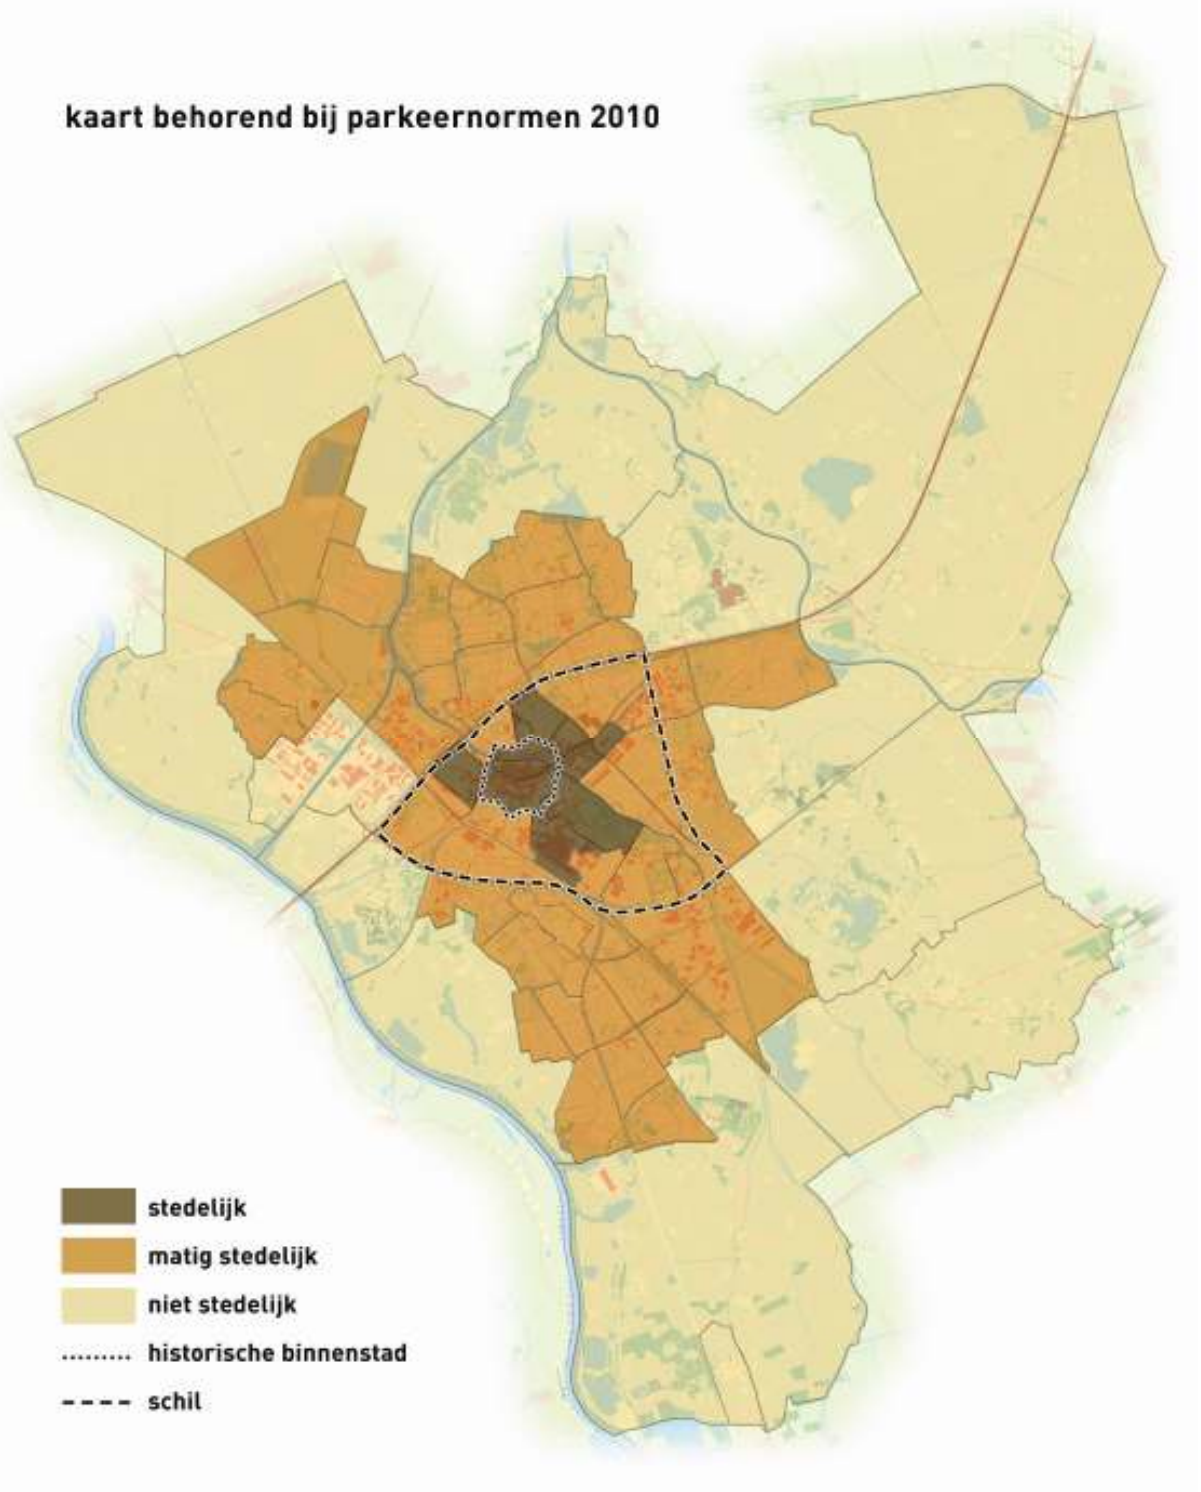 kaart behorend bij parkeernormen 2010
stedelijk
matig stedelijk
niet stedelijk
historische binnenstad
schil